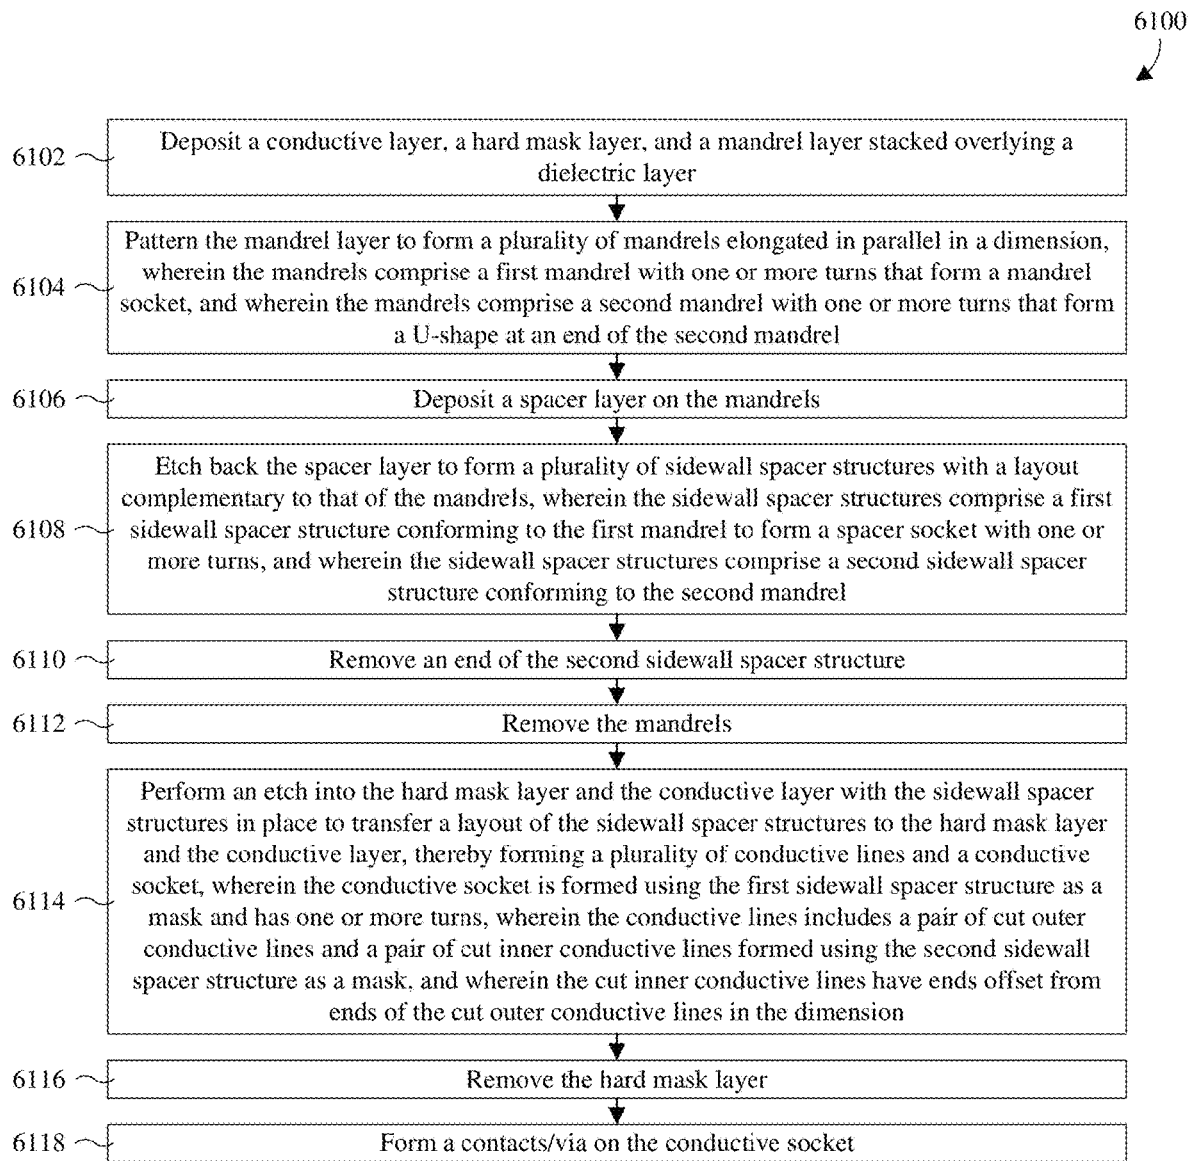 6100
6102
Deposit a conductive layer, a hard mask layer, and a mandrel layer stacked overlying a
dielectric layer
6104
Pattern the mandrel layer to form a plurality of mandrels elongated in parallel in a dimension,
wherein the mandrels comprise a first mandrel with one or more turns that form a mandrel
socket, and wherein the mandrels comprise a second mandrel with one or more turns that form
a U-shape at an end of the second mandrel
6106
Deposit a spacer layer on the mandrels
6108
Etch back the spacer layer to form a plurality of sidewall spacer structures with a layout
complementary to that of the mandrels, wherein the sidewall spacer structures comprise a first
sidewall spacer structure conforming to the first mandrel to form a spacer socket with one or
more turns, and wherein the sidewall spacer structures comprise a second sidewall spacer
structure conforming to the second mandrel
6110
Remove an end of the second sidewall spacer structure
6112
Remove the mandrels
6114
Perform an etch into the hard mask layer and the conductive layer with the sidewall spacer
structures in place to transfer a layout of the sidewall spacer structures to the hard mask layer
and the conductive layer, thereby forming a plurality of conductive lines and a conductive
socket, wherein the conductive socket is formed using the first sidewall spacer structure as a
mask and has one or more turns, wherein the conductive lines includes a pair of cut outer
conductive lines and a pair of cut inner conductive lines formed using the second sidewall
spacer structure as a mask, and wherein the cut inner conductive lines have ends offset from
ends of the cut outer conductive lines in the dimension
6116
Remove the hard mask layer
6118
Form a contacts/via on the conductive socket